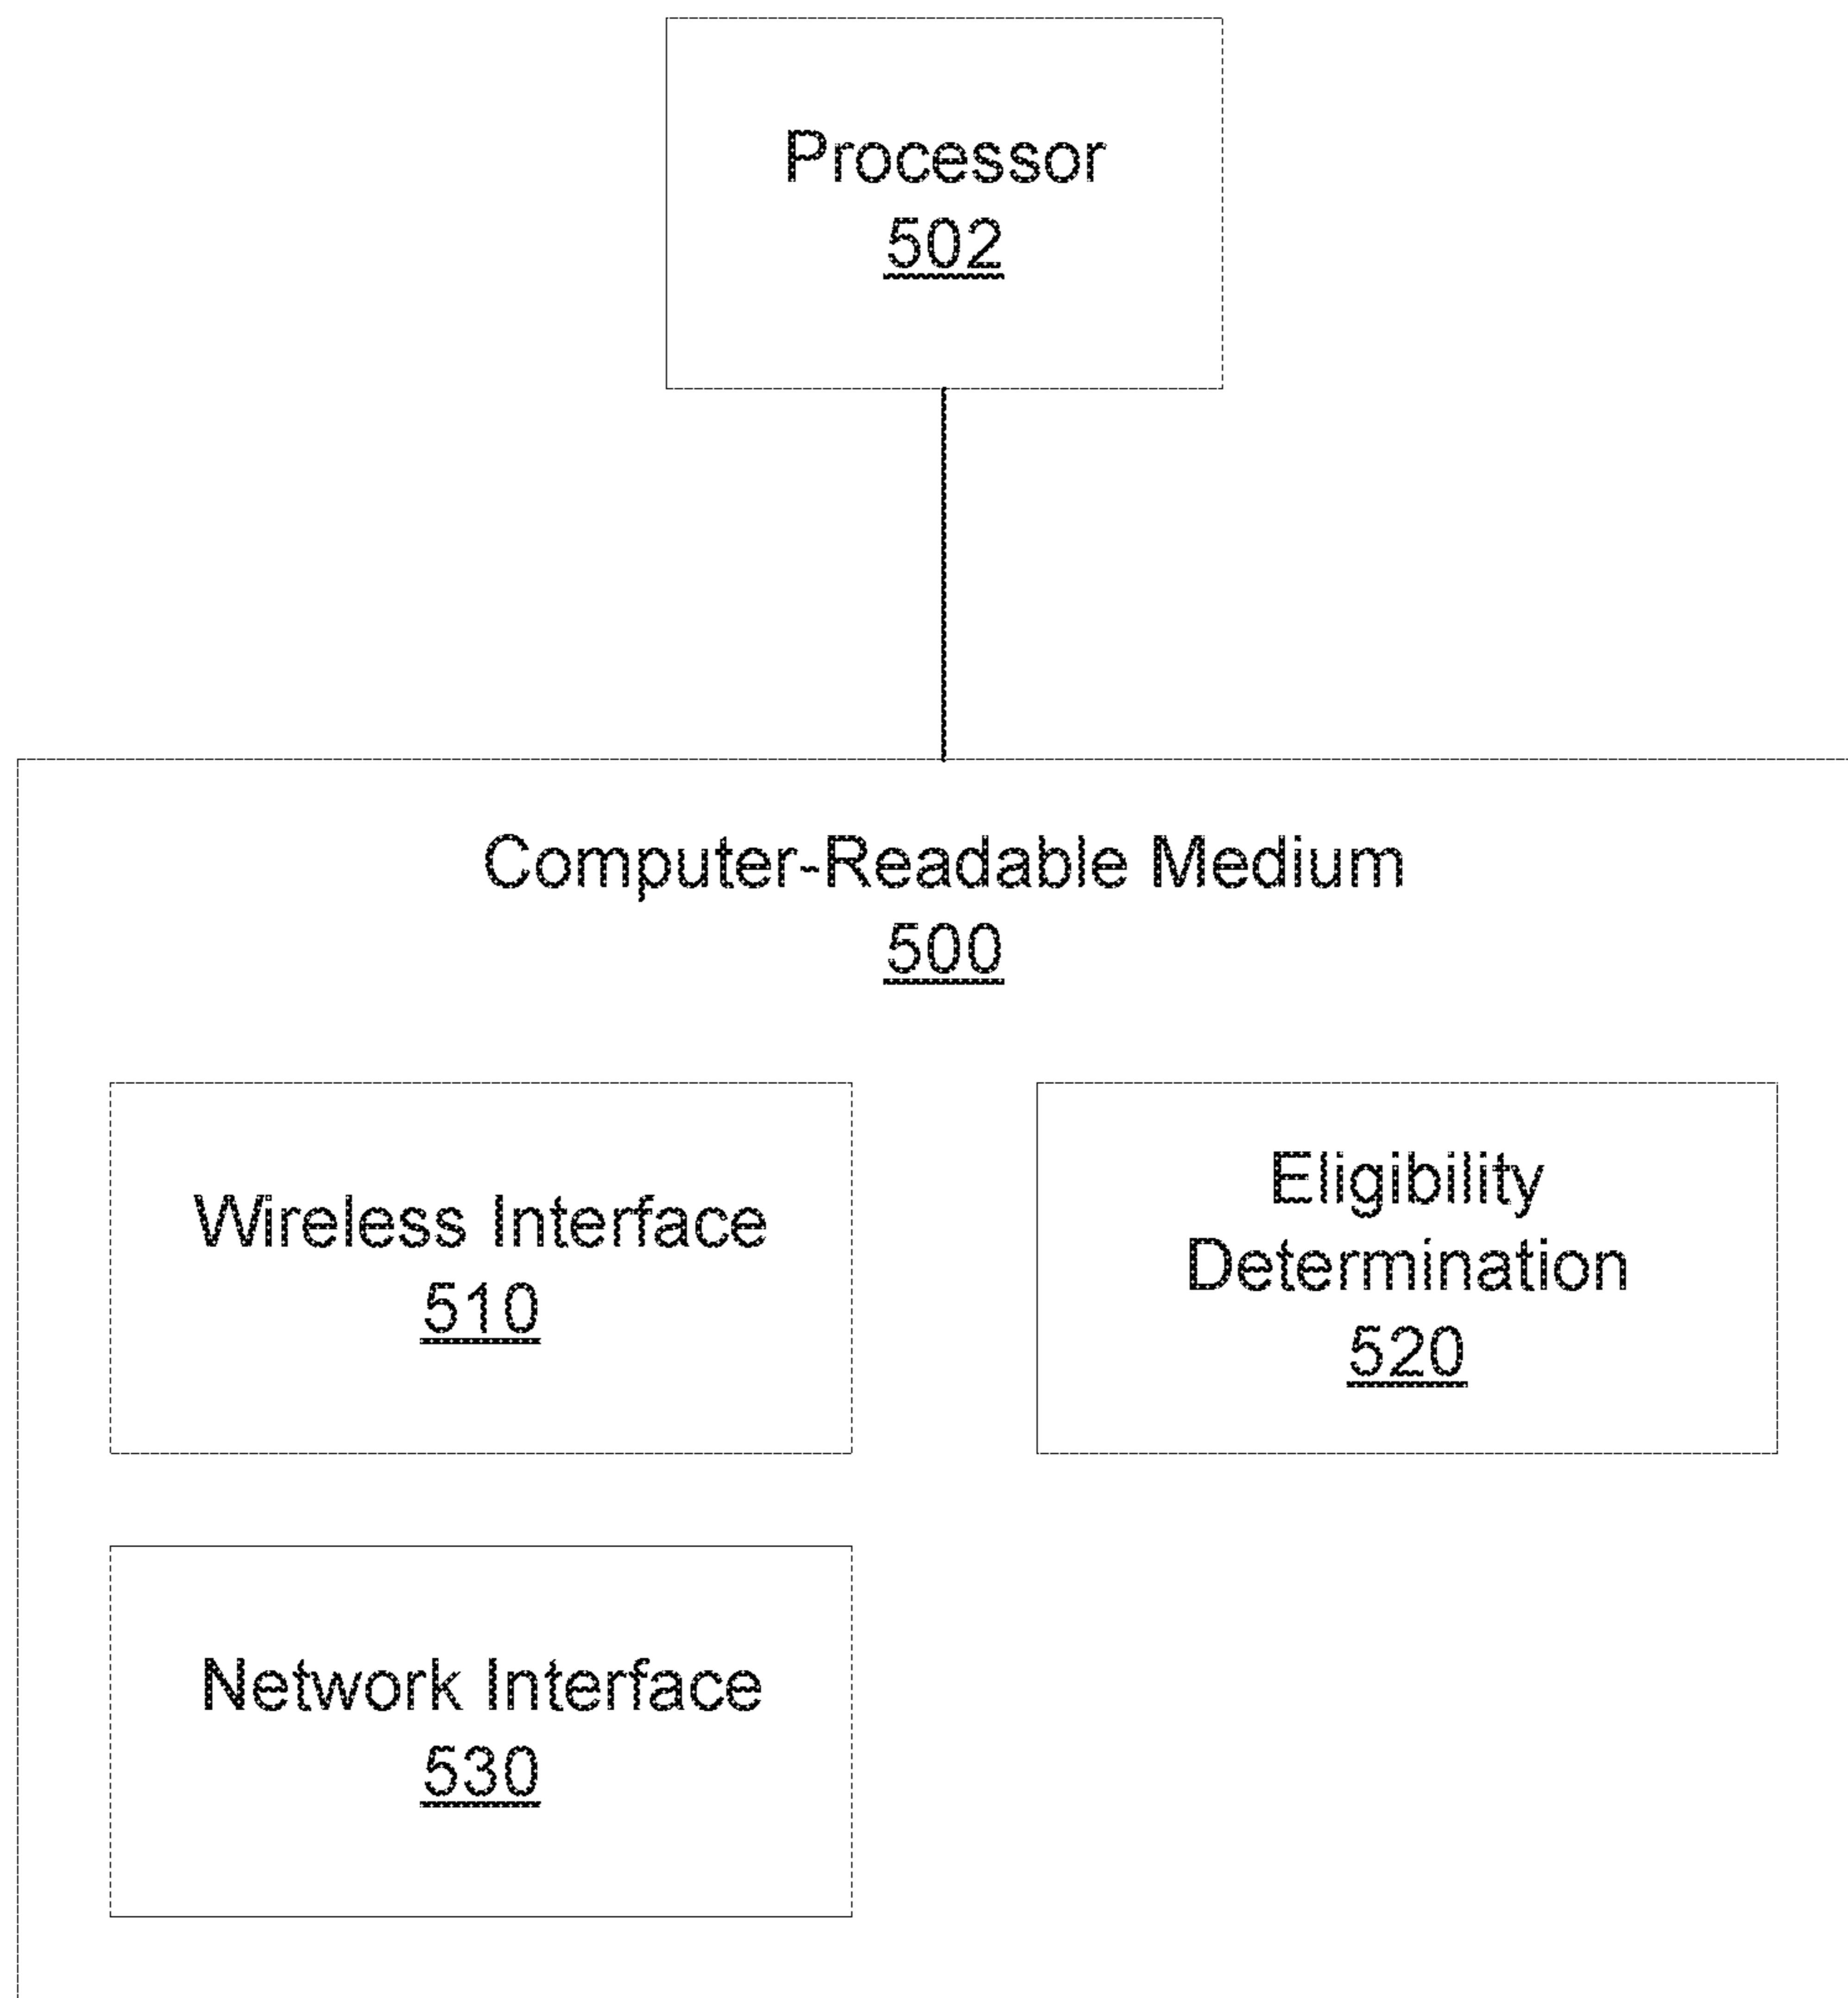 Processor
502
Computer-Readable Medium
500
Wireless Interface
510
Eligibility
Determination
520
Network Interface
530